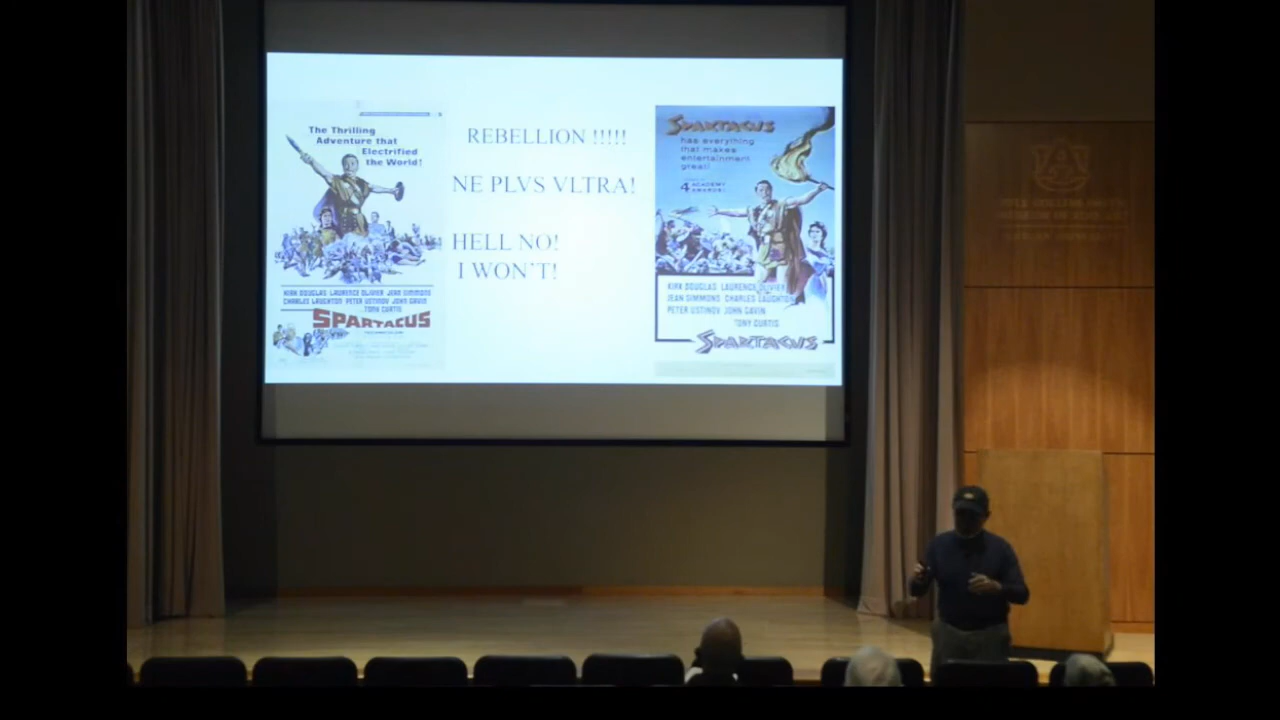 The Thrilling
Adventure that
Electrified
the World!
KIRK DOUGLAS LAURENCE OLIVIER JEAN SIMMONS
CHARLES LAUGHTON PETER USTINOV JOHN GAVIN
TONY CURTIS
SPARTACUS
REBELLION !!!!!
NE PLVS VLTRA!
HELL NO!
I WON'T!
SPARTACUS
has everything
that makes
entertainment
great!
4 ACADEMY
AWARDS!
KIRK DOUGLAS LAURENCE OLIVIER
JEAN SIMMONS CHARLES LAUGHTON
PETER USTINOV JOHN GAVIN
TONY CURTIS
SPARTACUS